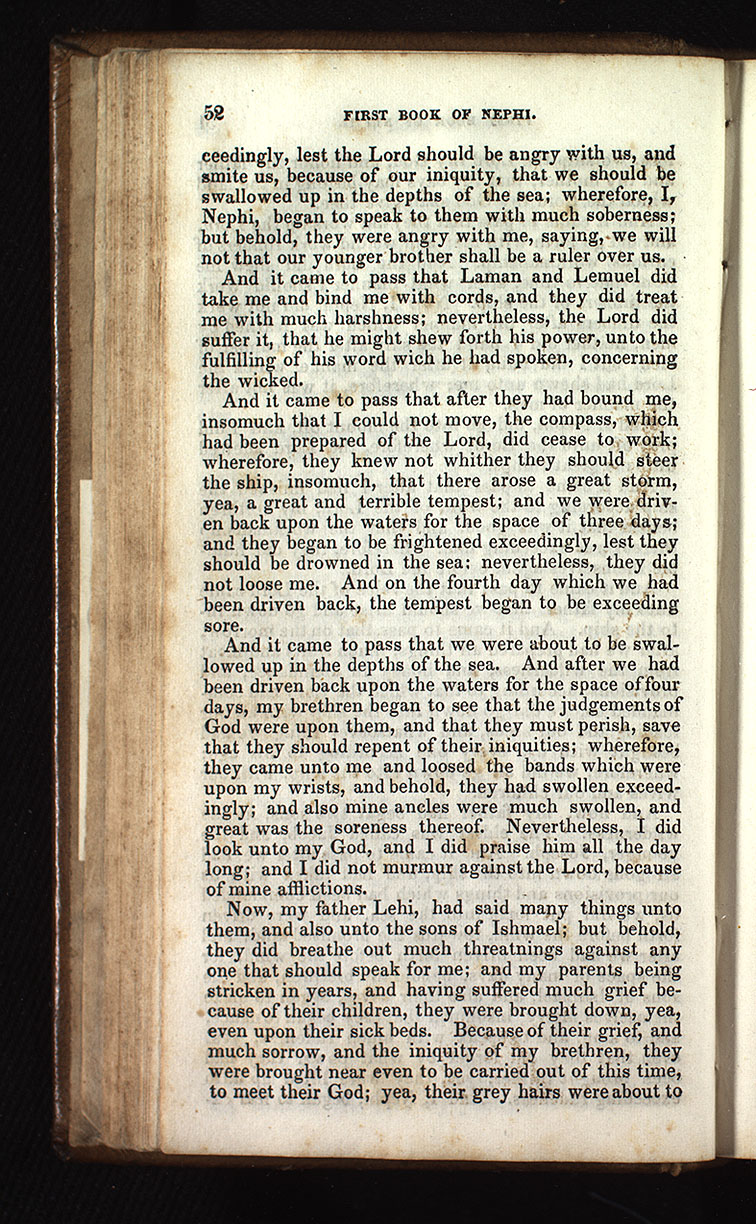 52 FIRST BOOK OF NEPHI.
ceedingly, lest the Lord should be angry with us, and
smite us, because of our iniquity, that we should be
swallowed up in the depths of the sea; wherefore, I,
Nephi, began to speak to them with much soberness;
but behold, they were angry with me, saying, we will
not that our younger brother shall be a ruler over us.
And it came to pass that Laman and Lemuel did
take me and bind me with cords, and they did treat
me with much harshness; nevertheless, the Lord did
suffer it, that he might shew forth his power, unto the
fulfilling of his word wich he had spoken, concerning
the wicked.
And it came to pass that after they had bound me,
insomuch that I could not move, the compass, which
had been prepared of the Lord, did cease to work;
wherefore, they knew not whither they should steer
the ship, insomuch, that there arose a great storm,
yea, a great and terrible tempest; and we were driv-
en back upon the waters for the space of three days;
and they began to be frightened exceedingly, lest they
should be drowned in the sea: nevertheless, they did
not loose me. And on the fourth day which we had
been driven back, the tempest began to be exceeding
sore.
And it came to pass that we were about to be swal-
lowed up in the depths of the sea. And after we had
been driven back upon the waters for the space of four
days, my brethren began to see that the judgements of
God were upon them, and that they must perish, save
that they should repent of their iniquities; wherefore,
they came unto me and loosed the bands which were
upon my wrists, and behold, they had swollen exceed-
ingly; and also mine ancles were much swollen, and
great was the soreness thereof. Nevertheless, I did
look unto my God, and I did praise him all the day
long; and I did not murmur against the Lord, because
of mine afflictions.
Now, my father Lehi, had said many things unto
them, and also unto the sons of Ishmael; but behold,
they did breathe out much threatnings against any
one that should speak for me; and my parents being
stricken in years, and having suffered much grief be-
cause of their children, they were brought down, yea,
even upon their sick beds. Because of their grief, and
much sorrow, and the iniquity of my brethren, they
were brought near even to be carried out of this time,
to meet their God; yea, their grey hairs were about to